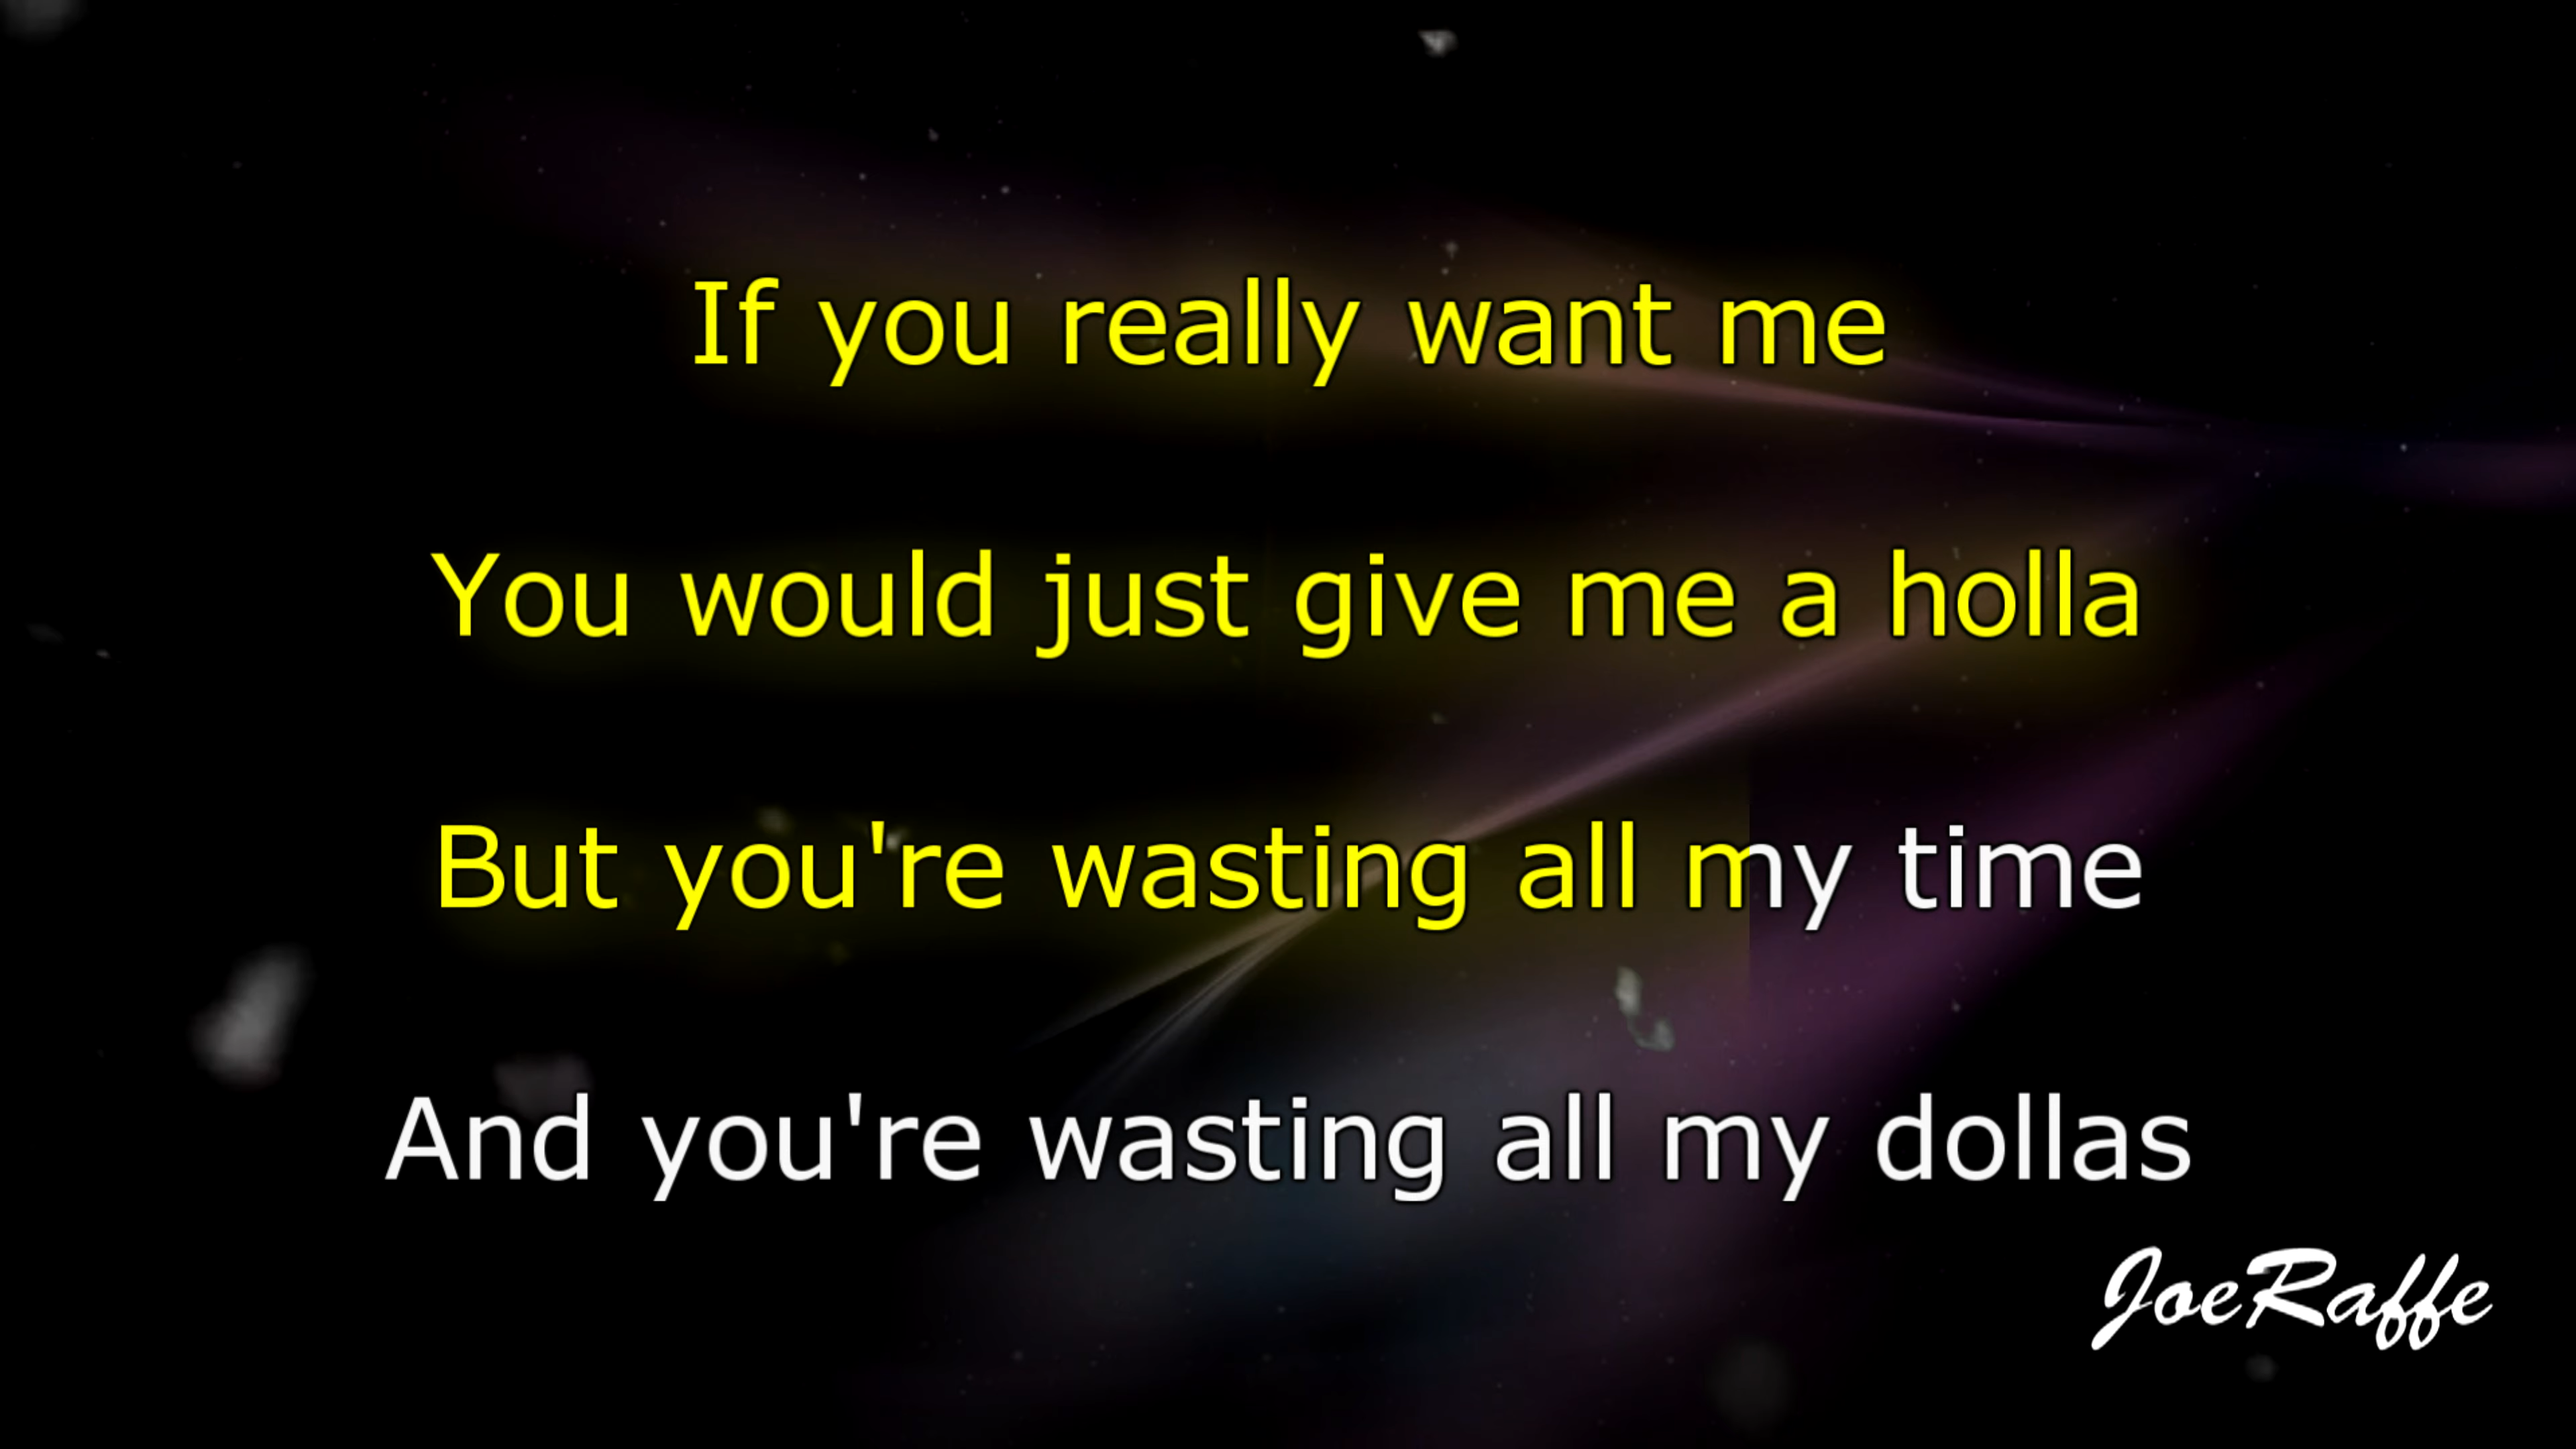 If you really want me
You would just give me a holla
But you're wasting all my time
And you're wasting all my dollas
JoeRaffe